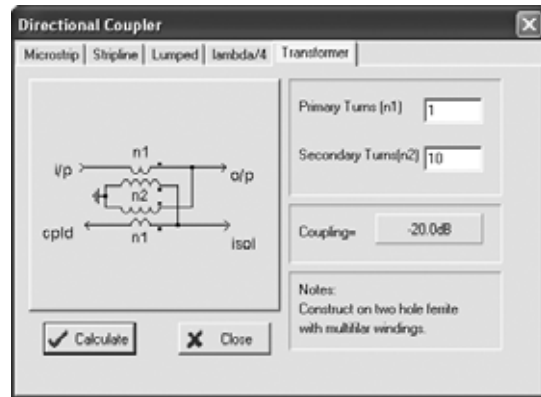 Directional Coupler
Microstrip Stripline Lumped lambda/4 Transformer
n1
i/p
o/p
n2
cpld
n1
isol
Primary Turns (n1) 1
Secondary Turns(n2) 10
Coupling= -20.0dB
Notes:
Construct on two hole ferrite
with multifilar windings.
Calculate
Close